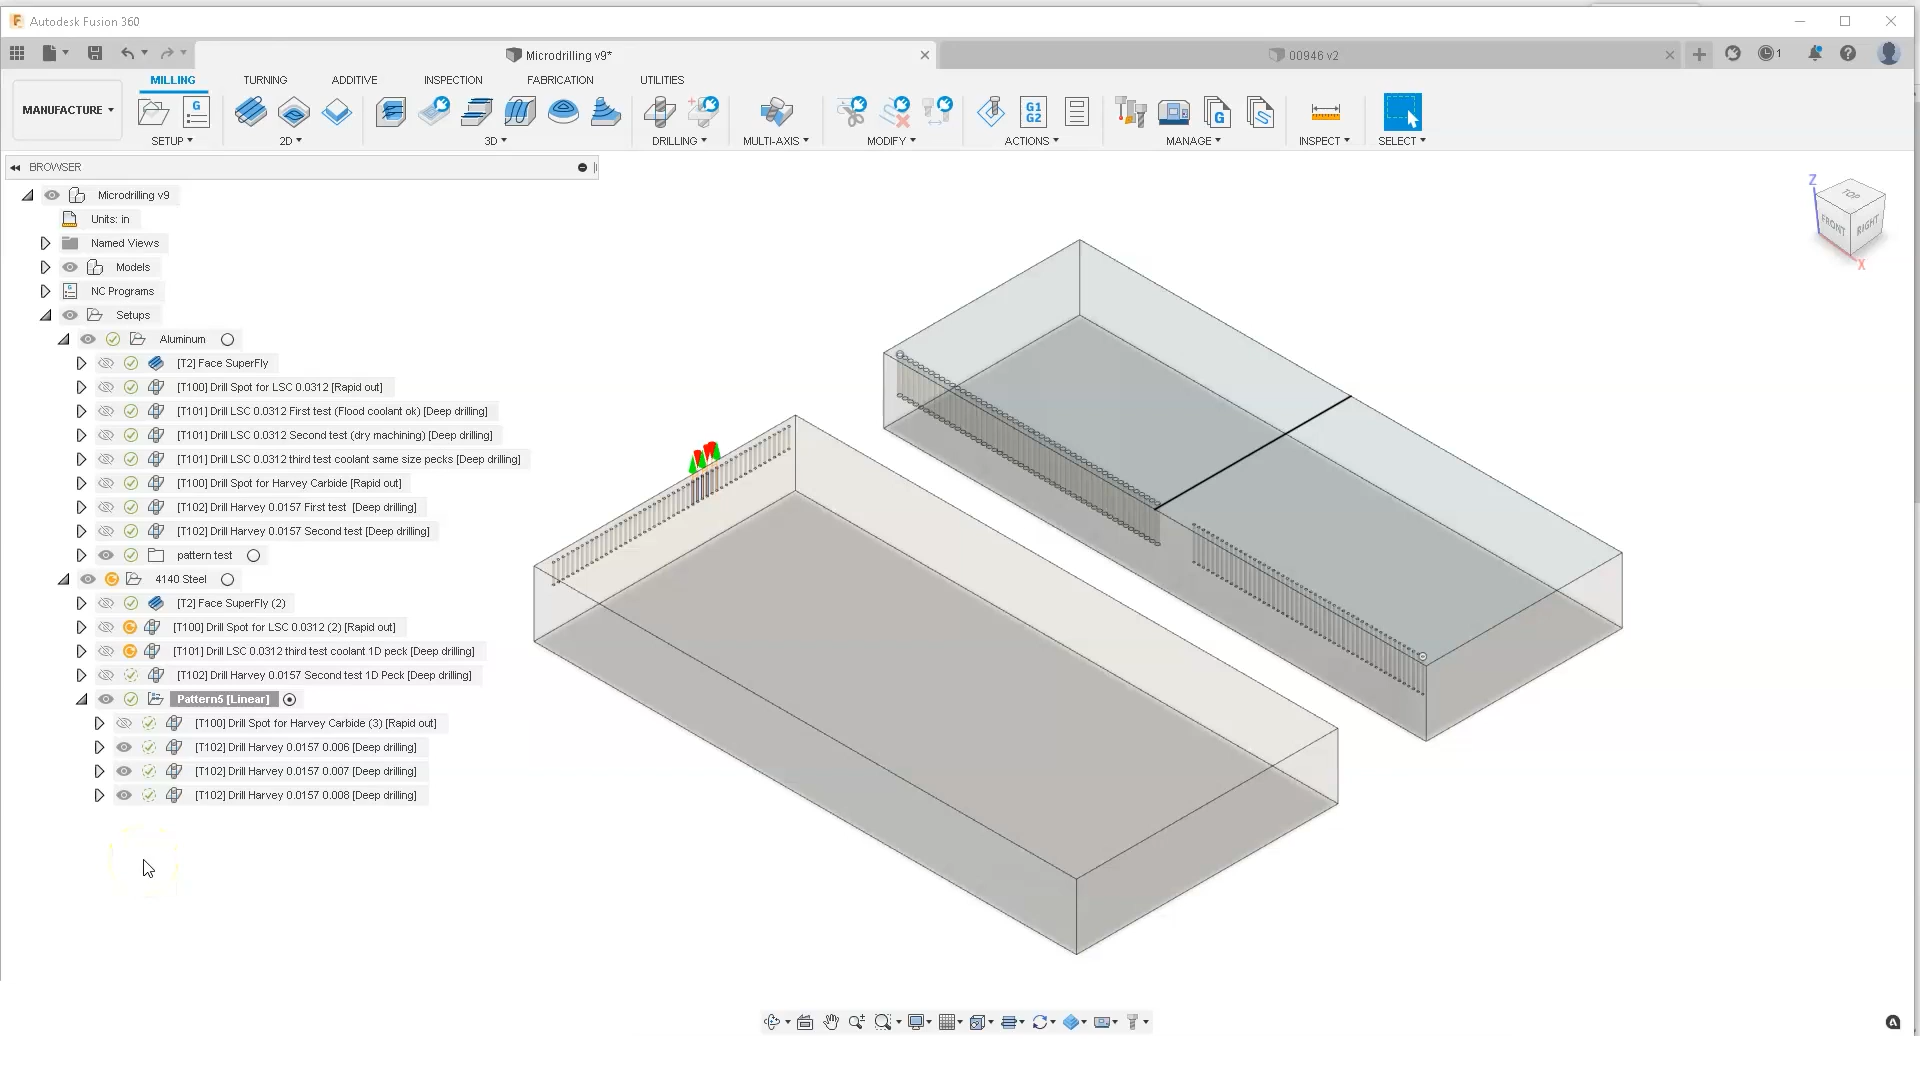 Autodesk Fusion 360
Microdrilling v9*
00946 v2
1
MILLING
TURNING
ADDITIVE
INSPECTION
FABRICATION
UTILITIES
MANUFACTURE
G
G1
G2
G
SETUP
2D
3D
DRILLING
MULTI-AXIS
MODIFY
ACTIONS
MANAGE
INSPECT
SELECT
BROWSER
Microdrilling v9
Units: in
Named Views
Models
NC Programs
Setups
Aluminum
[T2] Face SuperFly
[T100] Drill Spot for LSC 0.0312 [Rapid out]
[T101] Drill LSC 0.0312 First test (Flood coolant ok) [Deep drilling]
[T101] Drill LSC 0.0312 Second test (dry machining) [Deep drilling]
[T101] Drill LSC 0.0312 third test coolant same size pecks [Deep drilling]
[T100] Drill Spot for Harvey Carbide [Rapid out]
[T102] Drill Harvey 0.0157 First test [Deep drilling]
[T102] Drill Harvey 0.0157 Second test [Deep drilling]
pattern test
4140 Steel
[T2] Face SuperFly (2)
[T100] Drill Spot for LSC 0.0312 (2) [Rapid out]
[T101] Drill LSC 0.0312 third test coolant 1D peck [Deep drilling]
[T102] Drill Harvey 0.0157 Second test 1D Peck [Deep drilling]
Pattern5 [Linear]
[T100] Drill Spot for Harvey Carbide (3) [Rapid out]
[T102] Drill Harvey 0.0157 0.006 [Deep drilling]
[T102] Drill Harvey 0.0157 0.007 [Deep drilling]
[T102] Drill Harvey 0.0157 0.008 [Deep drilling]
Z
TOP
FRONT
RIGHT
X